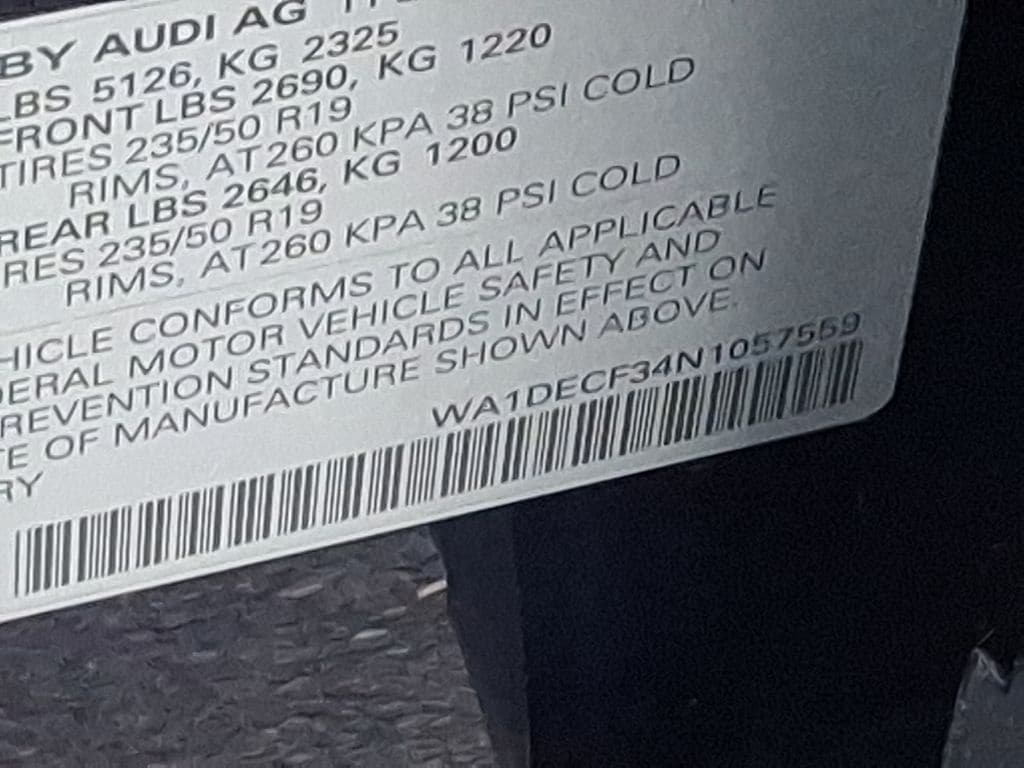 BY AUDI AG
LBS 5126, KG 2325
FRONT LBS 2690, KG 1220
TIRES 235/50 R19
RIMS, AT260 KPA 38 PSI COLD
REAR LBS 2646, KG 1200
RES 235/50 R19
RIMS, AT260 KPA 38 PSI COLD
HICLE CONFORMS TO ALL APPLICABLE
DERAL MOTOR VEHICLE SAFETY AND
REVENTION STANDARDS IN EFFECT ON
TE OF MANUFACTURE SHOWN ABOVE.
WA1DECF34N1057559
RY